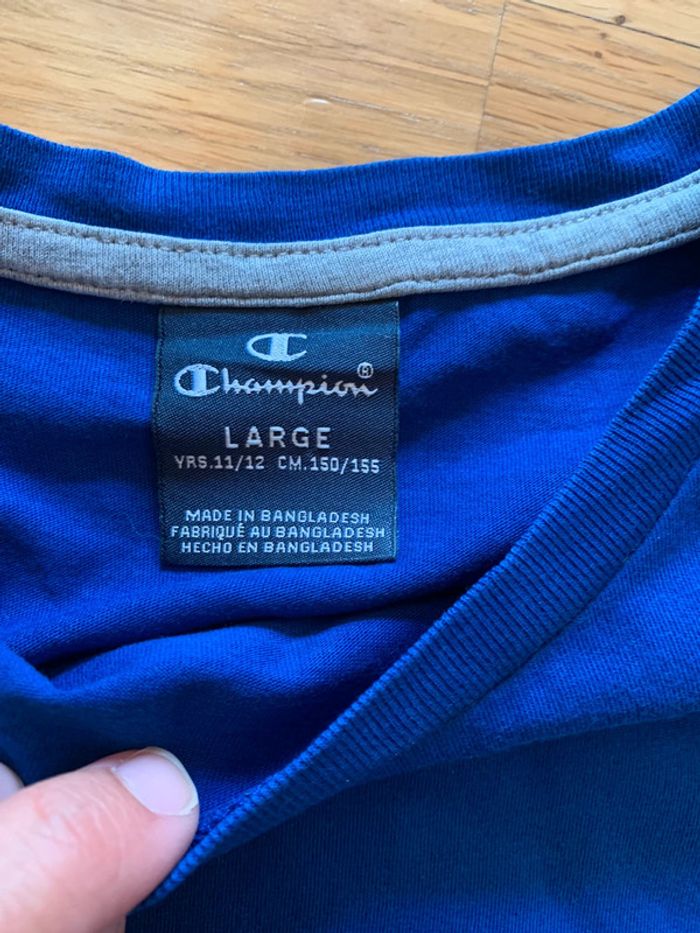 Champion®
LARGE
YRS.11/12 CM.150/155
MADE IN BANGLADESH
FABRIQUÉ AU BANGLADESH
HECHO EN BANGLADESH